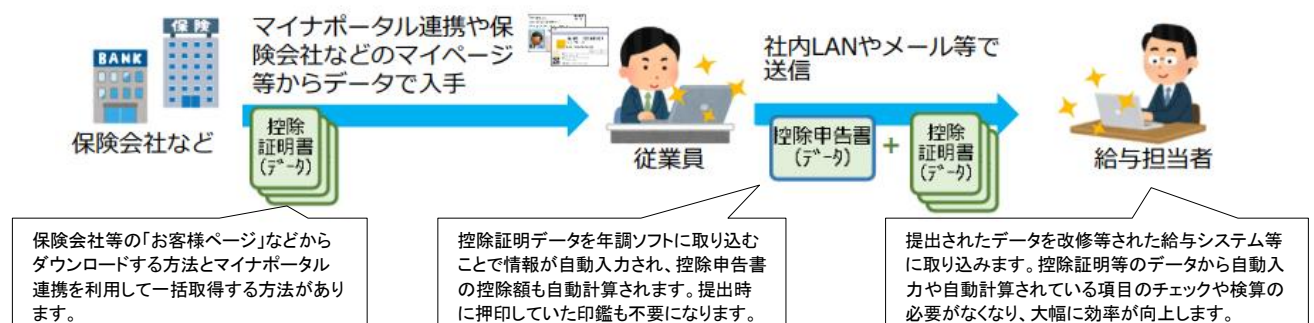 BANK
保険
保険会社など
マイナポータル連携や保
険会社などのマイページ
等からデータで入手
控除
証明書
(ﾃﾞｰﾀ)
従業員
社内LANやメール等で
送信
控除申告書
(ﾃﾞｰﾀ)
+
控除
証明書
(ﾃﾞｰﾀ)
給与担当者
保険会社等の「お客様ページ」などから
ダウンロードする方法とマイナポータル
連携を利用して一括取得する方法があり
ます。
控除証明データを年調ソフトに取り込む
ことで情報が自動入力され、控除申告書
の控除額も自動計算されます。提出時
に押印していた印鑑も不要になります。
提出されたデータを改修等された給与システム等
に取り込みます。控除証明等のデータから自動入
力や自動計算されている項目のチェックや検算の
必要がなくなり、大幅に効率が向上します。